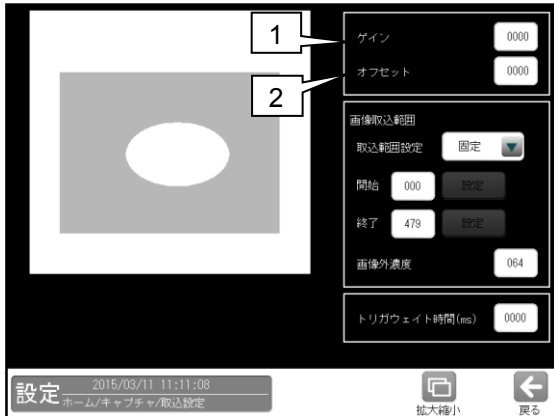 1
ゲイン 0000
2
オフセット 0000
画像取込範囲
取込範囲設定 固定
開始 000 設定
終了 479 設定
画像外濃度 064
トリガウェイト時間(ms) 0000
設定
2015/03/11 11:11:08
ホーム/キャプチャ/取込設定
拡大縮小
戻る